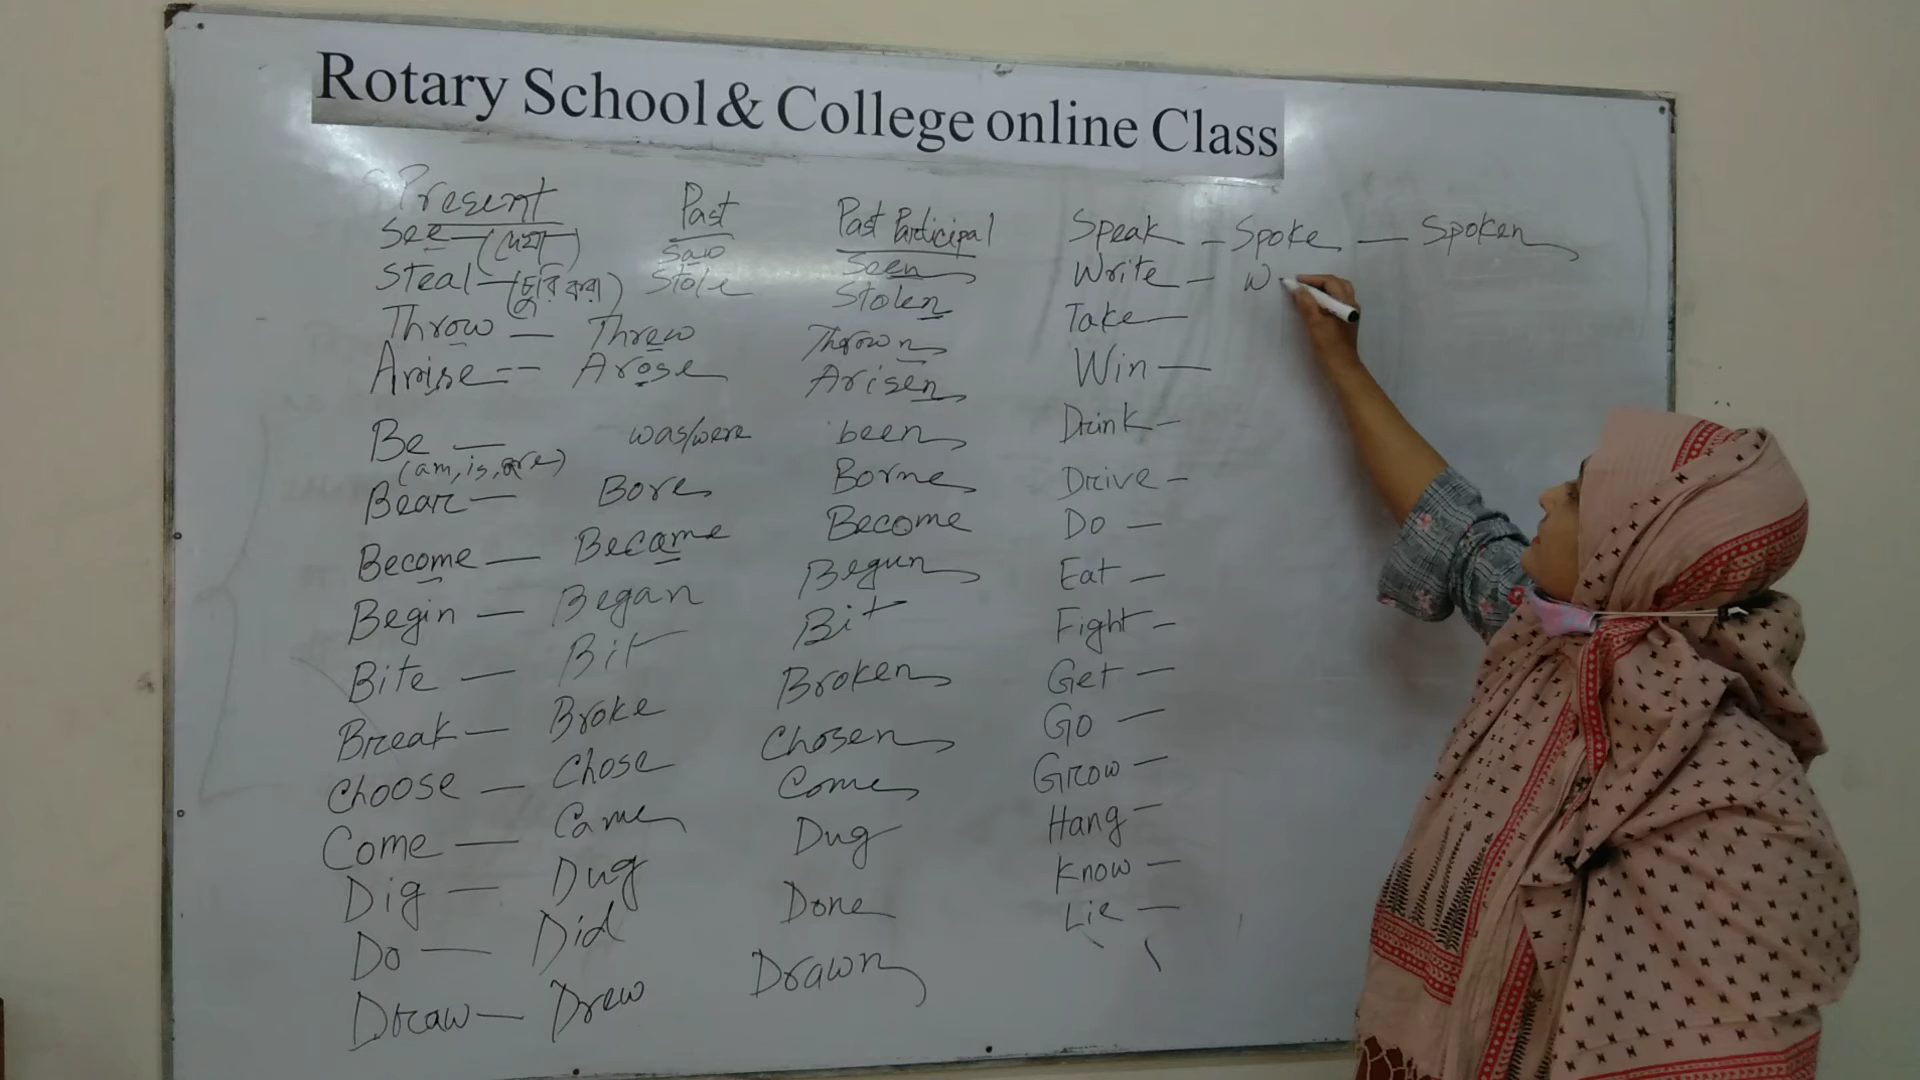 Rotary School & College online Class
Present Past Past Participal
See — (দেখা) Saw Seen
Steal — (চুরি করা) Stole Stolen
Throw — Threw Thrown
Arise -- Arose Arisen
Be — was/were been
(am, is, are)
Bear — Bore Borne
Become — Became Become
Begin — Began Begun
Bite — Bit Bit
Break — Broke Broken
Choose — Chose Chosen
Come — Came Come
Dig — Dug Dug
Do — Did Done
Draw — Drew Drawn
Speak - Spoke — Spoken
Write - W
Take —
Win —
Drink -
Drive -
Do —
Eat —
Fight -
Get —
Go —
Grow —
Hang -
Know —
Lie —